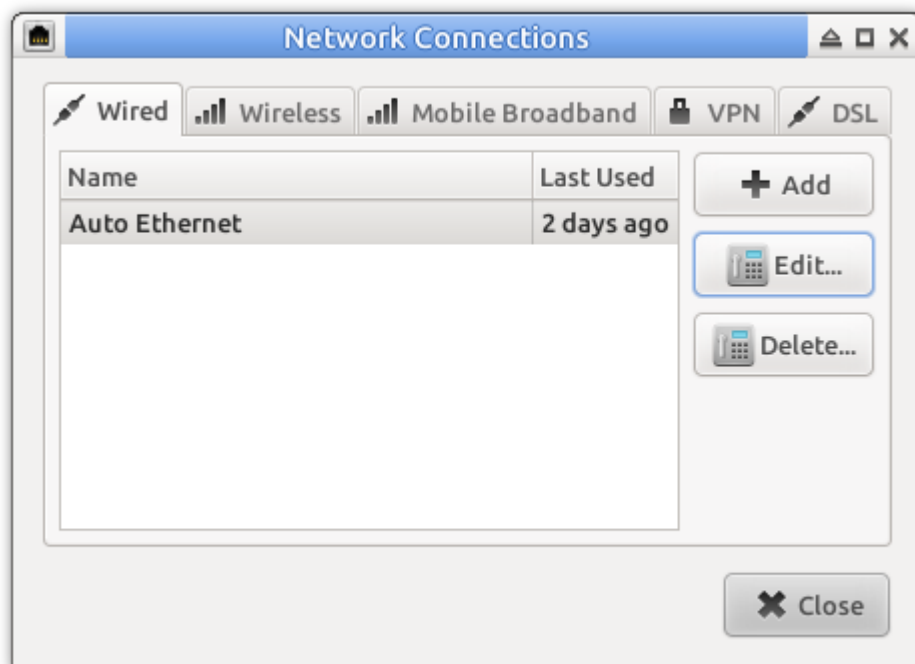 Network Connections
Wired Wireless Mobile Broadband VPN DSL
Name Last Used
Auto Ethernet 2 days ago
Add
Edit...
Delete...
Close